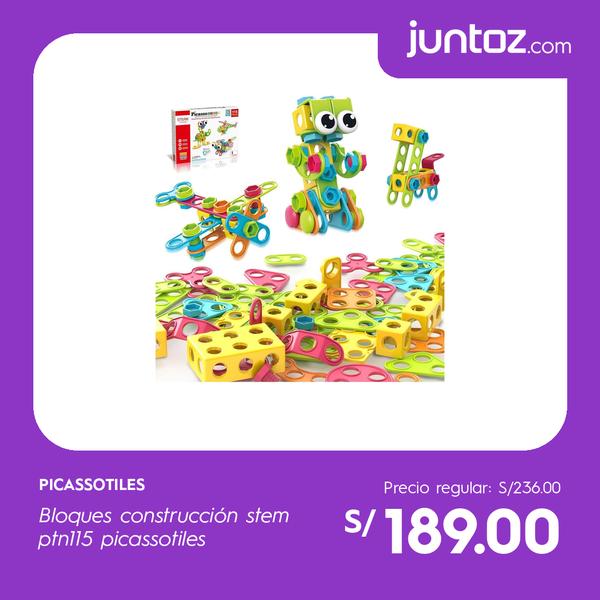 juntoz.com
PICASSOTILES
Bloques construcción stem
ptn115 picassotiles
Precio regular: S/236.00
S/ 189.00